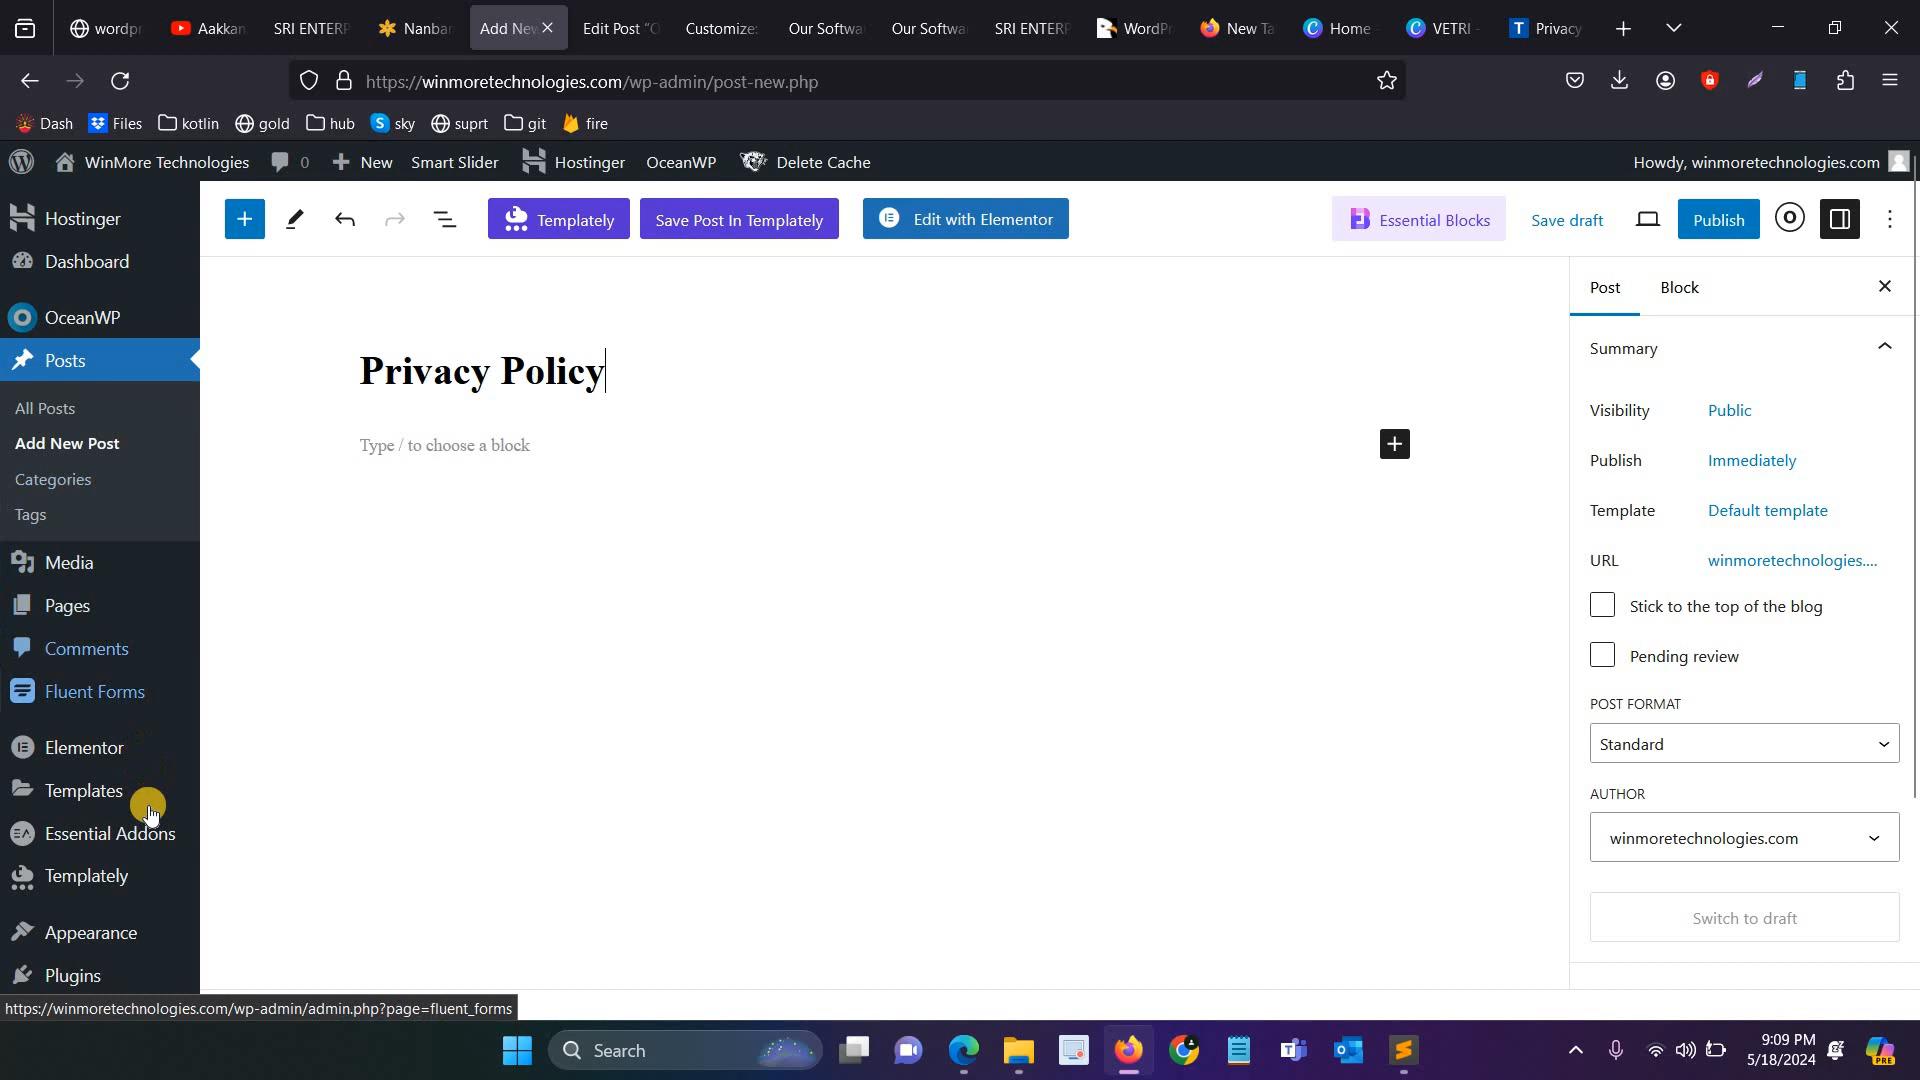 wordpr
Aakkan
SRI ENTERP
Nanban
Add New
Edit Post "O
Customize:
Our Softwa
Our Softwa
SRI ENTERP
WordPr
New Ta
Home -
VETRI -
Privacy
https://winmoretechnologies.com/wp-admin/post-new.php
Dash
Files
kotlin
gold
hub
sky
suprt
git
fire
WinMore Technologies
0
New
Smart Slider
Hostinger
OceanWP
Delete Cache
Howdy, winmoretechnologies.com
Hostinger
Dashboard
OceanWP
Posts
All Posts
Add New Post
Categories
Tags
Media
Pages
Comments
Fluent Forms
Elementor
Templates
Essential Addons
Templately
Appearance
Plugins
Templately
Save Post In Templately
Edit with Elementor
Essential Blocks
Save draft
Publish
Privacy Policy
Type / to choose a block
Post
Block
Summary
Visibility
Public
Publish
Immediately
Template
Default template
URL
winmoretechnologies....
Stick to the top of the blog
Pending review
POST FORMAT
Standard
AUTHOR
winmoretechnologies.com
Switch to draft
https://winmoretechnologies.com/wp-admin/admin.php?page=fluent_forms
Search
9:09 PM
5/18/2024
PRE